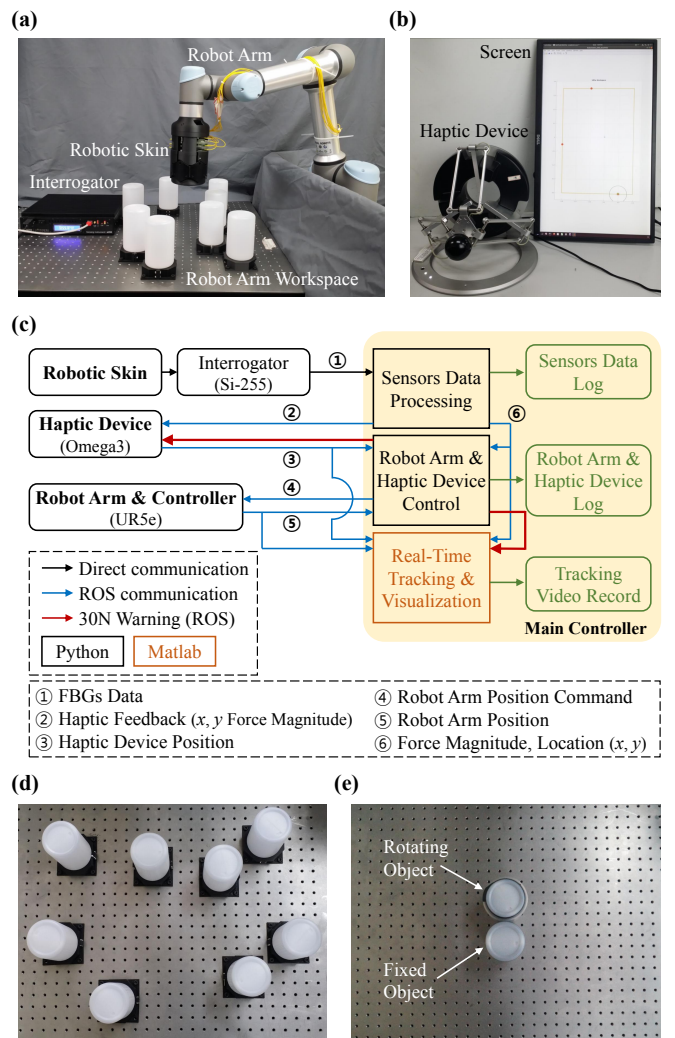 (a)
Robot Arm
Robotic Skin
Interrogator
Robot Arm Workspace
(b)
Screen
Haptic Device
(c)
Robotic Skin
Interrogator
(Si-255)
①
Sensors Data
Processing
Sensors Data
Log
Haptic Device
(Omega3)
②
③
⑥
Robot Arm &
Haptic Device
Control
Robot Arm &
Haptic Device
Log
Robot Arm & Controller
(UR5e)
④
⑤
Real-Time
Tracking &
Visualization
Tracking
Video Record
Main Controller
Direct communication
ROS communication
30N Warning (ROS)
Python
Matlab
① FBGs Data
② Haptic Feedback (x, y Force Magnitude)
③ Haptic Device Position
④ Robot Arm Position Command
⑤ Robot Arm Position
⑥ Force Magnitude, Location (x, y)
(d)
(e)
Rotating
Object
Fixed
Object